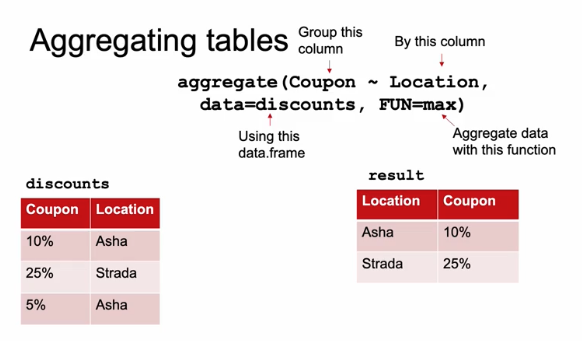 Aggregating tables
Group this
column
By this column
aggregate(Coupon ~ Location,
data=discounts, FUN=max)
Using this
data.frame
Aggregate data
with this function
discounts
Coupon Location
10% Asha
25% Strada
5% Asha
result
Location Coupon
Asha 10%
Strada 25%